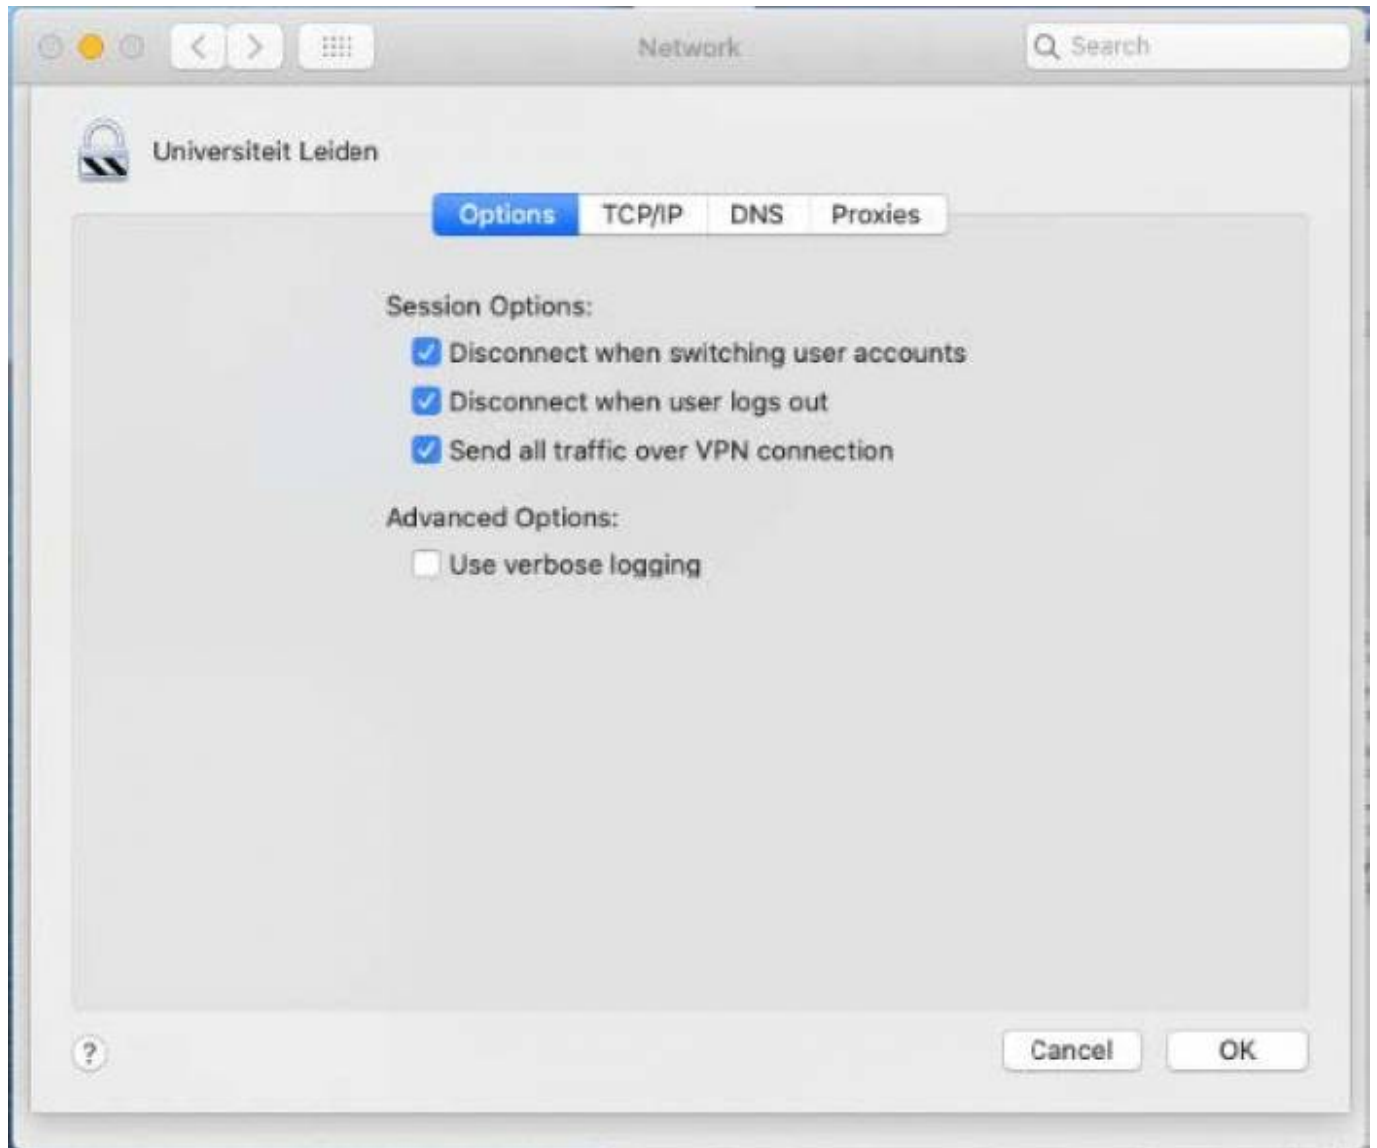 Network
Search
Universiteit Leiden
Options TCP/IP DNS Proxies
Session Options:
Disconnect when switching user accounts
Disconnect when user logs out
Send all traffic over VPN connection
Advanced Options:
Use verbose logging
?
Cancel OK